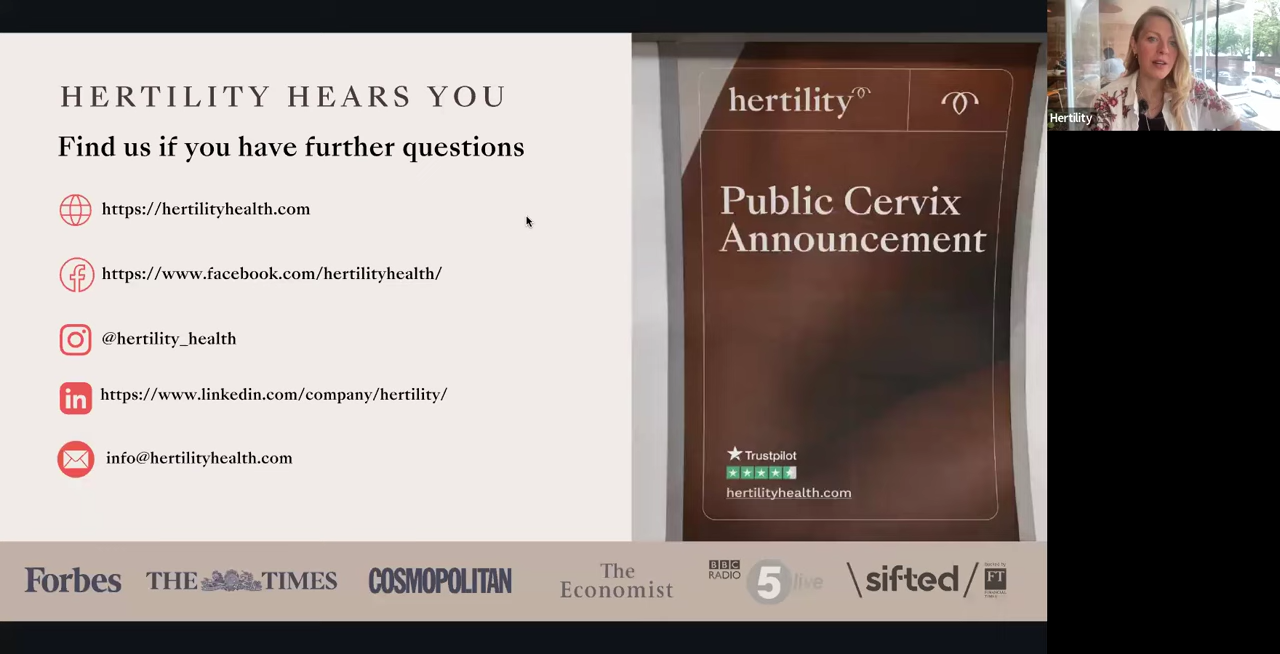 HERTILITY HEARS YOU
Find us if you have further questions
https://hertilityhealth.com
https://www.facebook.com/hertilityhealth/
@hertility_health
https://www.linkedin.com/company/hertility/
info@hertilityhealth.com
hertility
Public Cervix
Announcement
Trustpilot
hertilityhealth.com
Forbes
THE TIMES
COSMOPOLITAN
The
Economist
BBC
RADIO
5 live
\sifted/
FT
Hertility